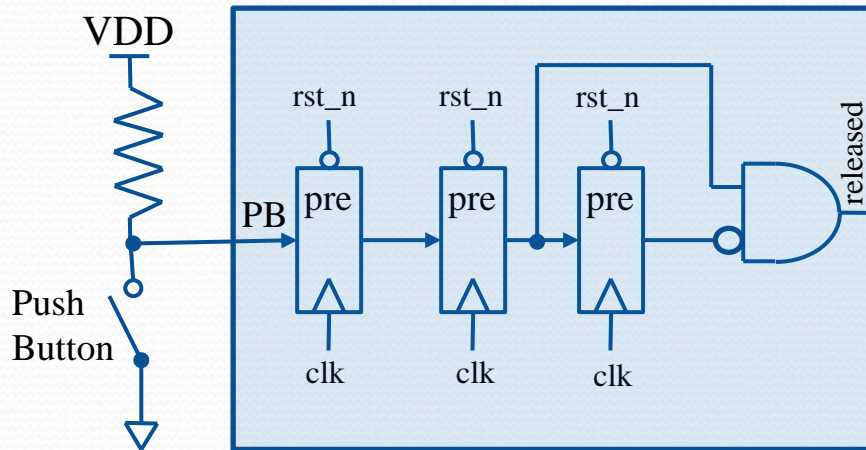 VDD
rst_n
rst_n
rst_n
released
pre
pre
pre
PB
Push
Button
clk
clk
clk